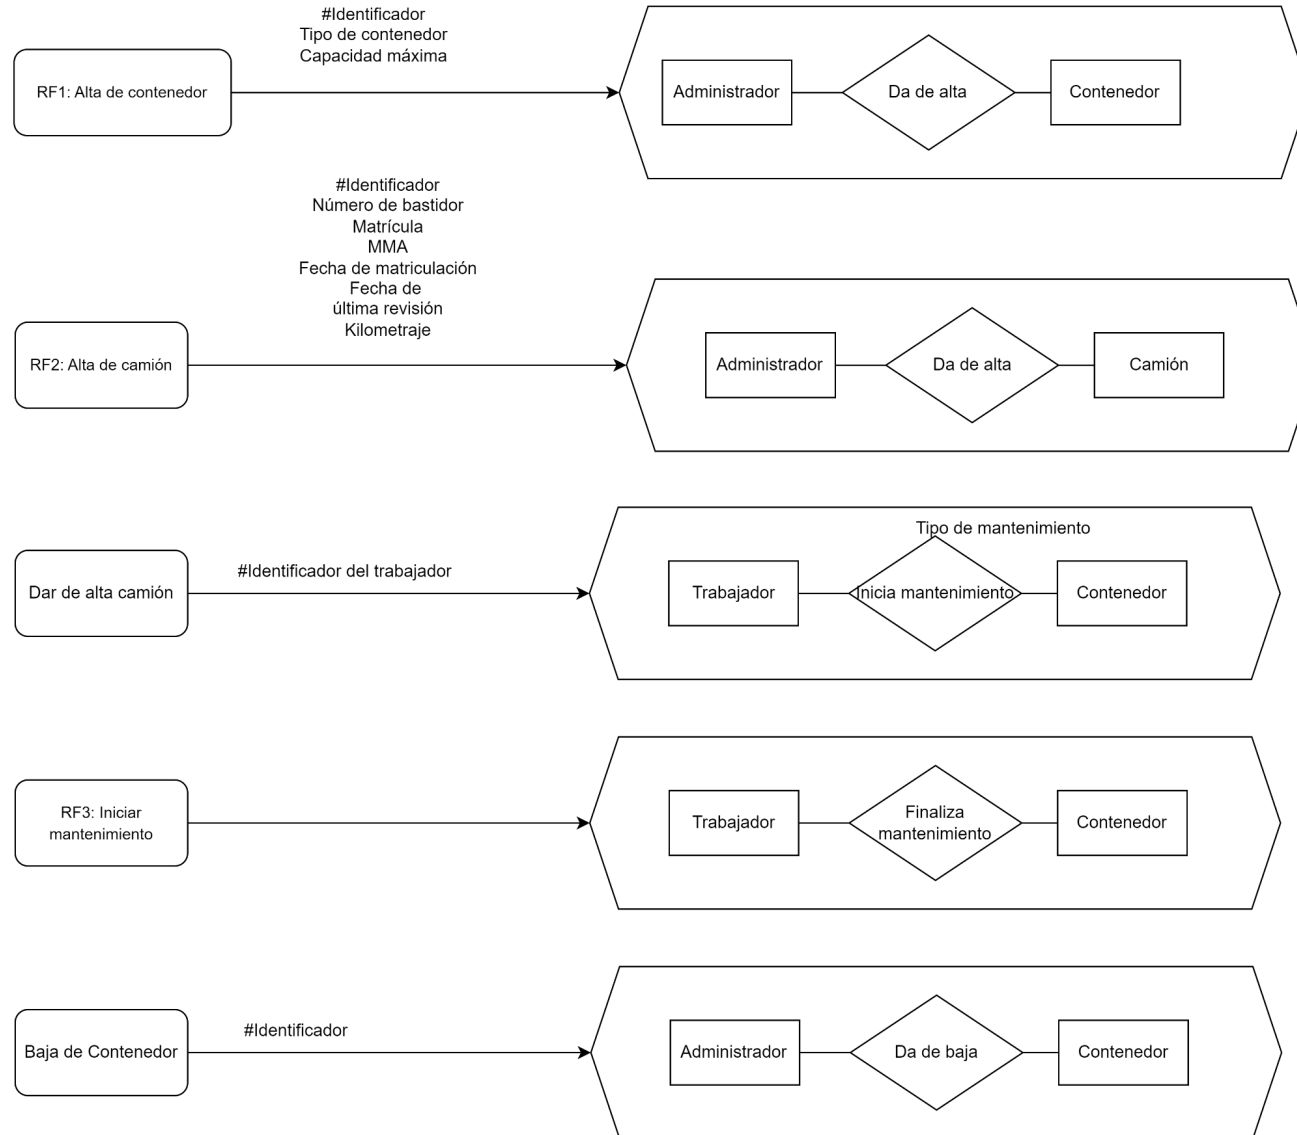 #Identificador
Tipo de contenedor
Capacidad máxima
RF1: Alta de contenedor
Administrador
Da de alta
Contenedor
#Identificador
Número de bastidor
Matrícula
MMA
Fecha de matriculación
Fecha de
última revisión
Kilometraje
RF2: Alta de camión
Administrador
Da de alta
Camión
Dar de alta camión
#Identificador del trabajador
Tipo de mantenimiento
Trabajador
Inicia mantenimiento
Contenedor
RF3: Iniciar
mantenimiento
Trabajador
Finaliza
mantenimiento
Contenedor
Baja de Contenedor
#Identificador
Administrador
Da de baja
Contenedor